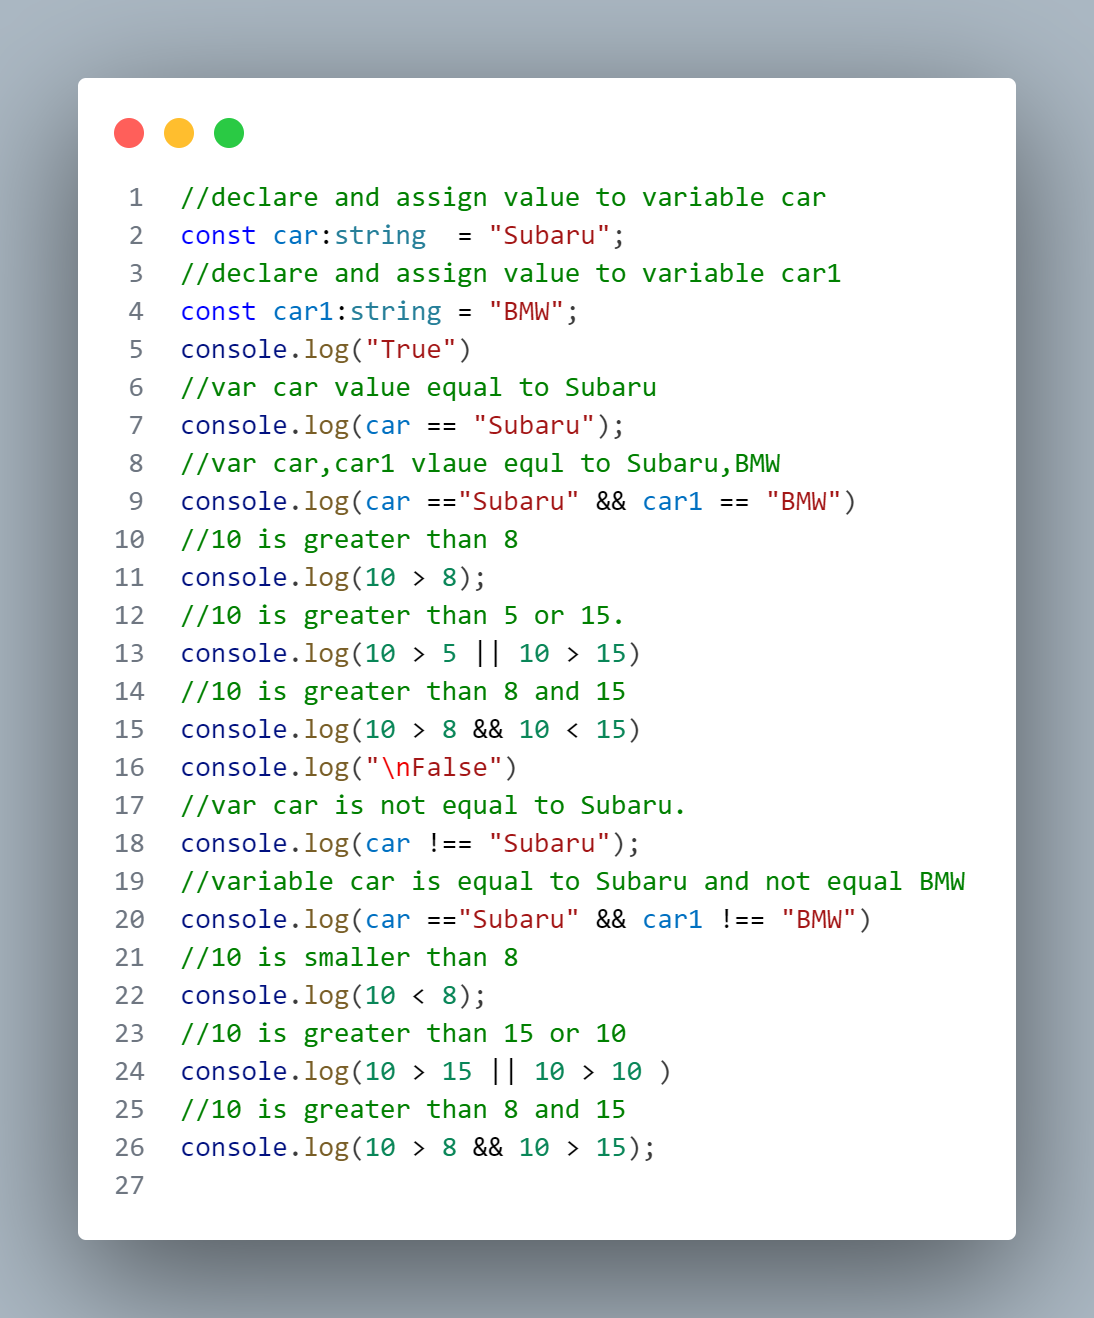 1 //declare and assign value to variable car
2 const car:string  = "Subaru";
3 //declare and assign value to variable car1
4 const car1:string = "BMW";
5 console.log("True")
6 //var car value equal to Subaru
7 console.log(car == "Subaru");
8 //var car,car1 vlaue equl to Subaru,BMW
9 console.log(car =="Subaru" && car1 == "BMW")
10 //10 is greater than 8
11 console.log(10 > 8);
12 //10 is greater than 5 or 15.
13 console.log(10 > 5 || 10 > 15)
14 //10 is greater than 8 and 15
15 console.log(10 > 8 && 10 < 15)
16 console.log("\nFalse")
17 //var car is not equal to Subaru.
18 console.log(car !== "Subaru");
19 //variable car is equal to Subaru and not equal BMW
20 console.log(car =="Subaru" && car1 !== "BMW")
21 //10 is smaller than 8
22 console.log(10 < 8);
23 //10 is greater than 15 or 10
24 console.log(10 > 15 || 10 > 10 )
25 //10 is greater than 8 and 15
26 console.log(10 > 8 && 10 > 15);
27